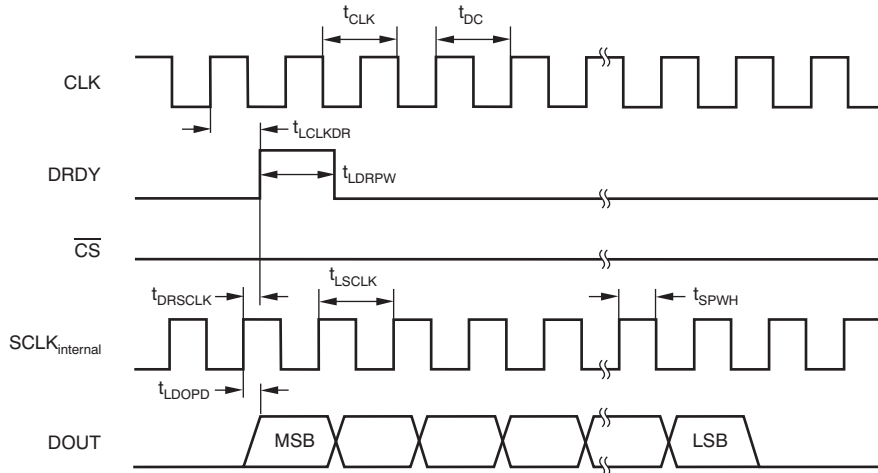 tCLK
tDC
CLK
tLCLKDR
DRDY
tLDRPW
CS
tLSCLK
tDRSCLK
tSPWH
SCLKinternal
tLDOPD
DOUT
MSB
LSB